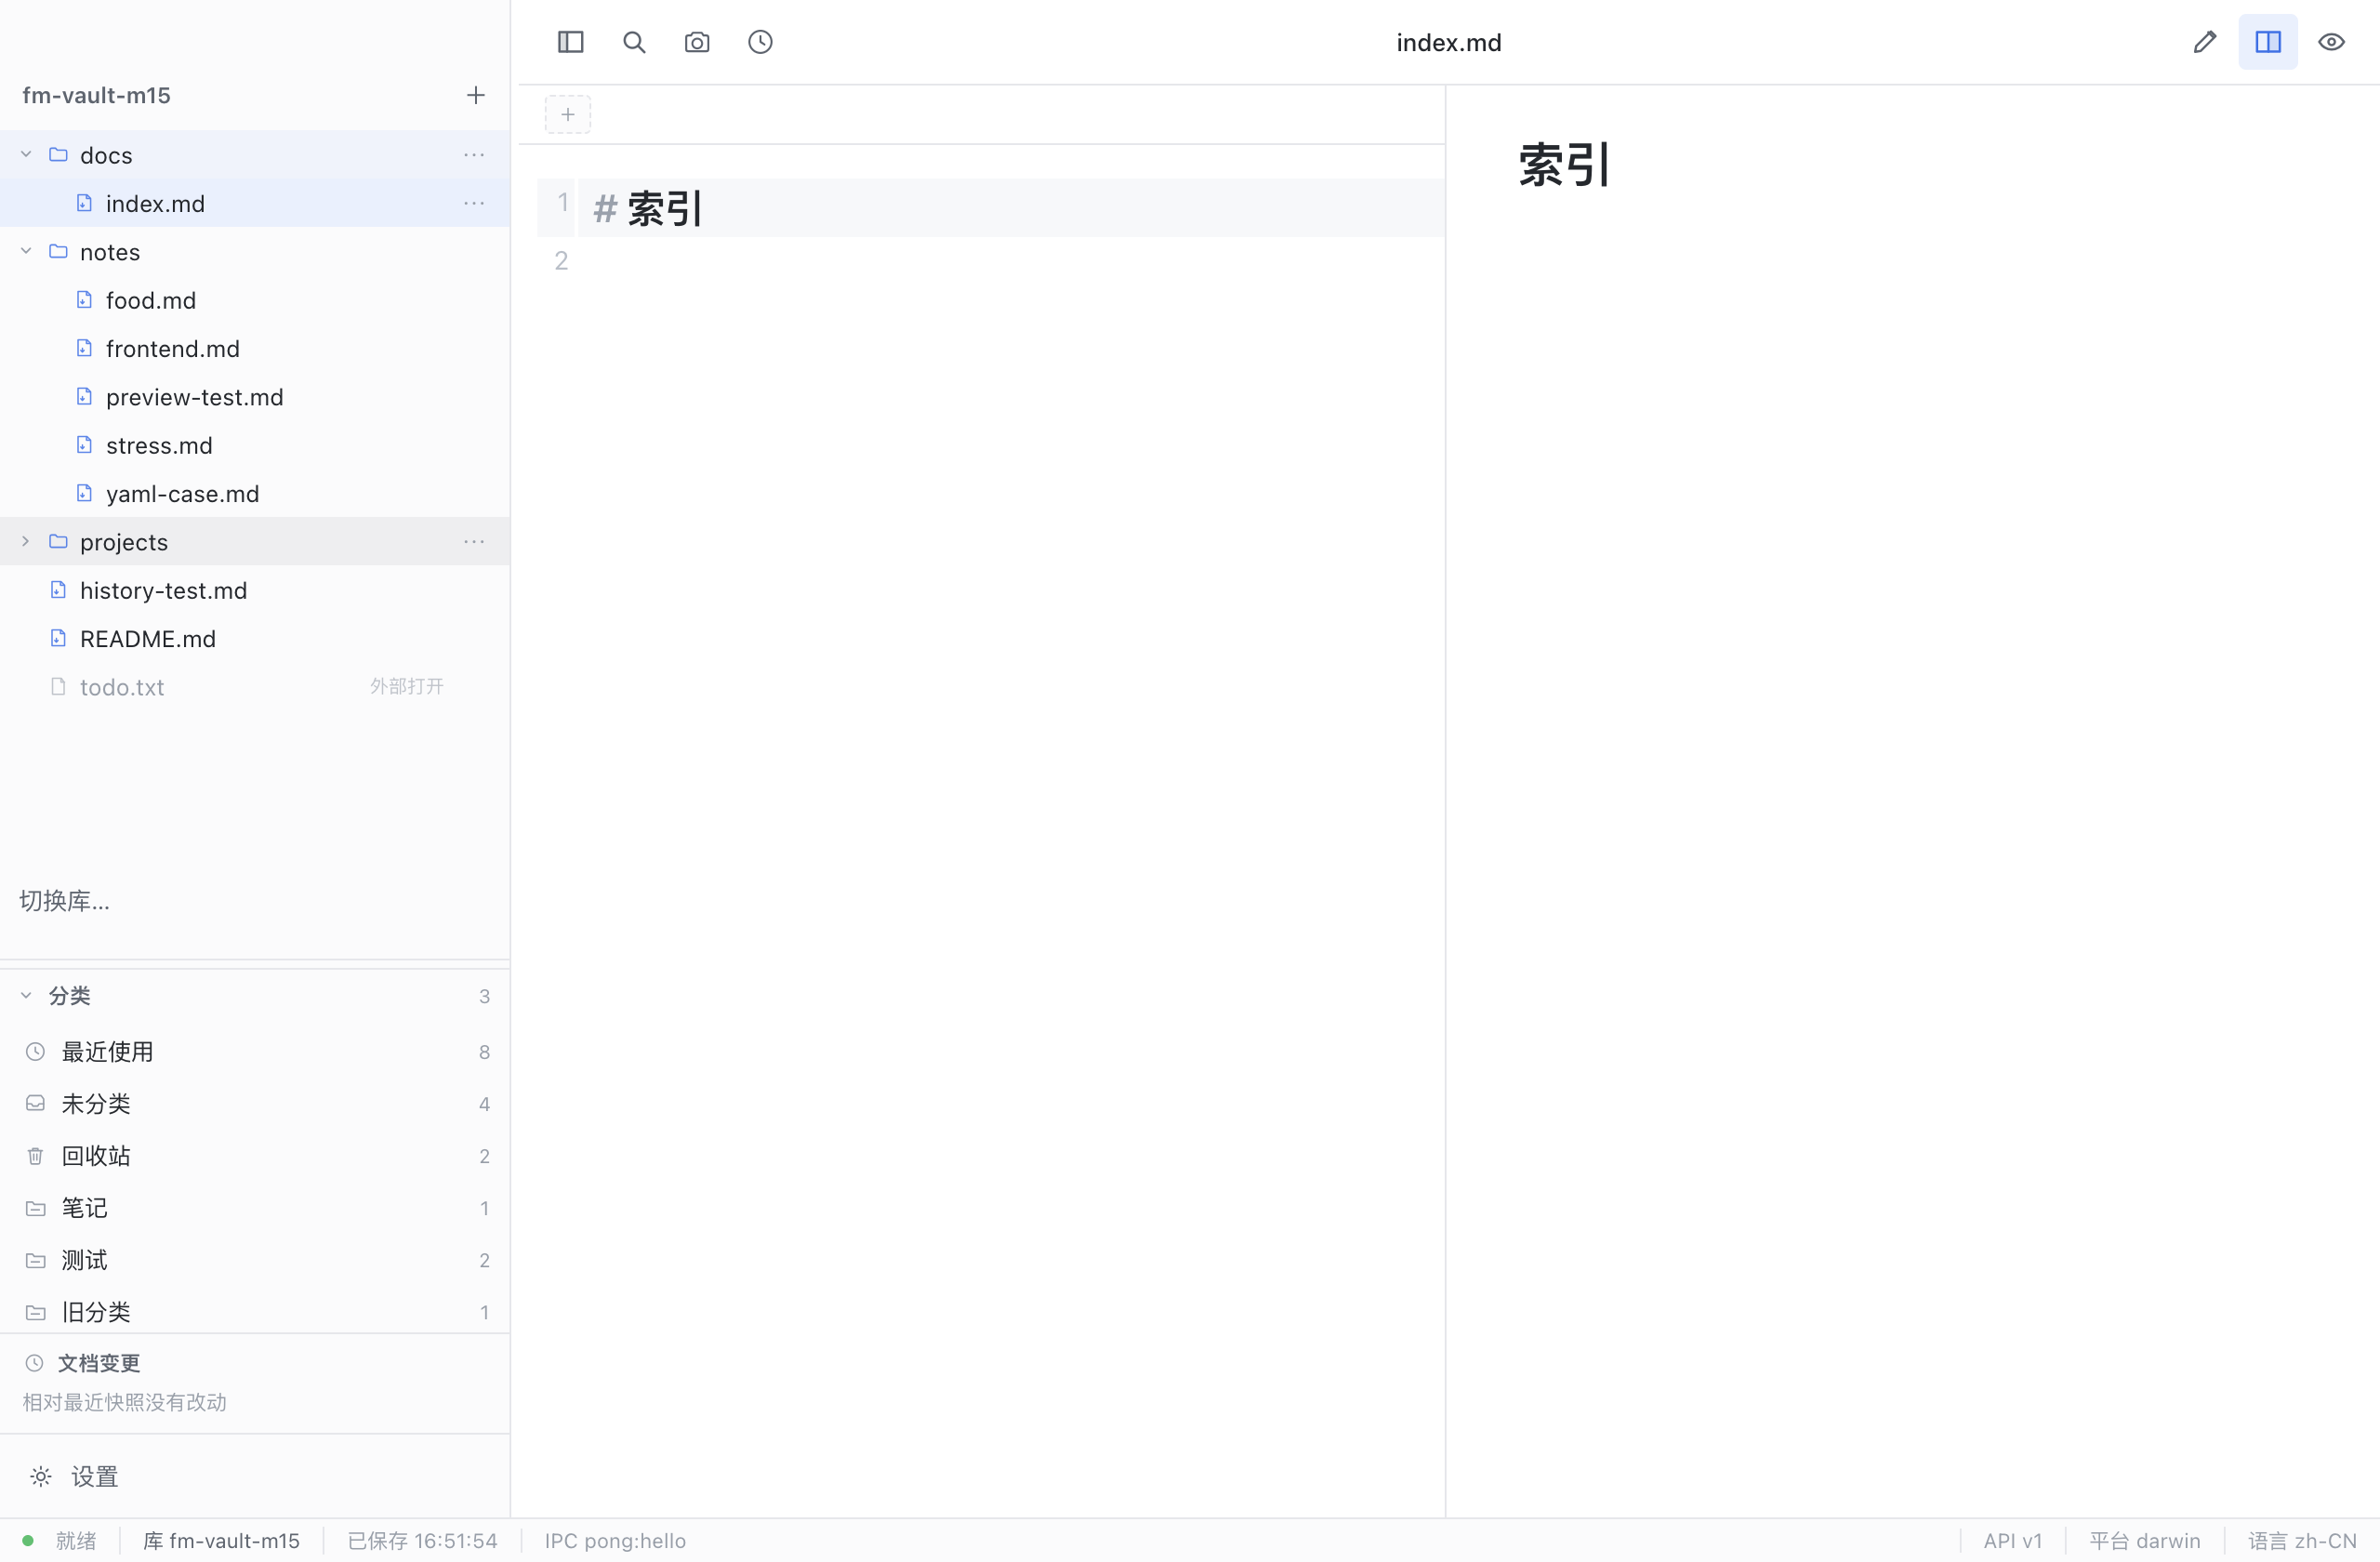 index.md
fm-vault-m15
docs
index.md
notes
food.md
frontend.md
preview-test.md
stress.md
yaml-case.md
projects
history-test.md
README.md
todo.txt 外部打开
切换库...
分类 3
最近使用 8
未分类 4
回收站 2
笔记 1
测试 2
旧分类 1
文档变更
相对最近快照没有改动
设置
1 # 索引
2
索引
就绪 库 fm-vault-m15 已保存 16:51:54 IPC pong:hello API v1 平台 darwin 语言 zh-CN